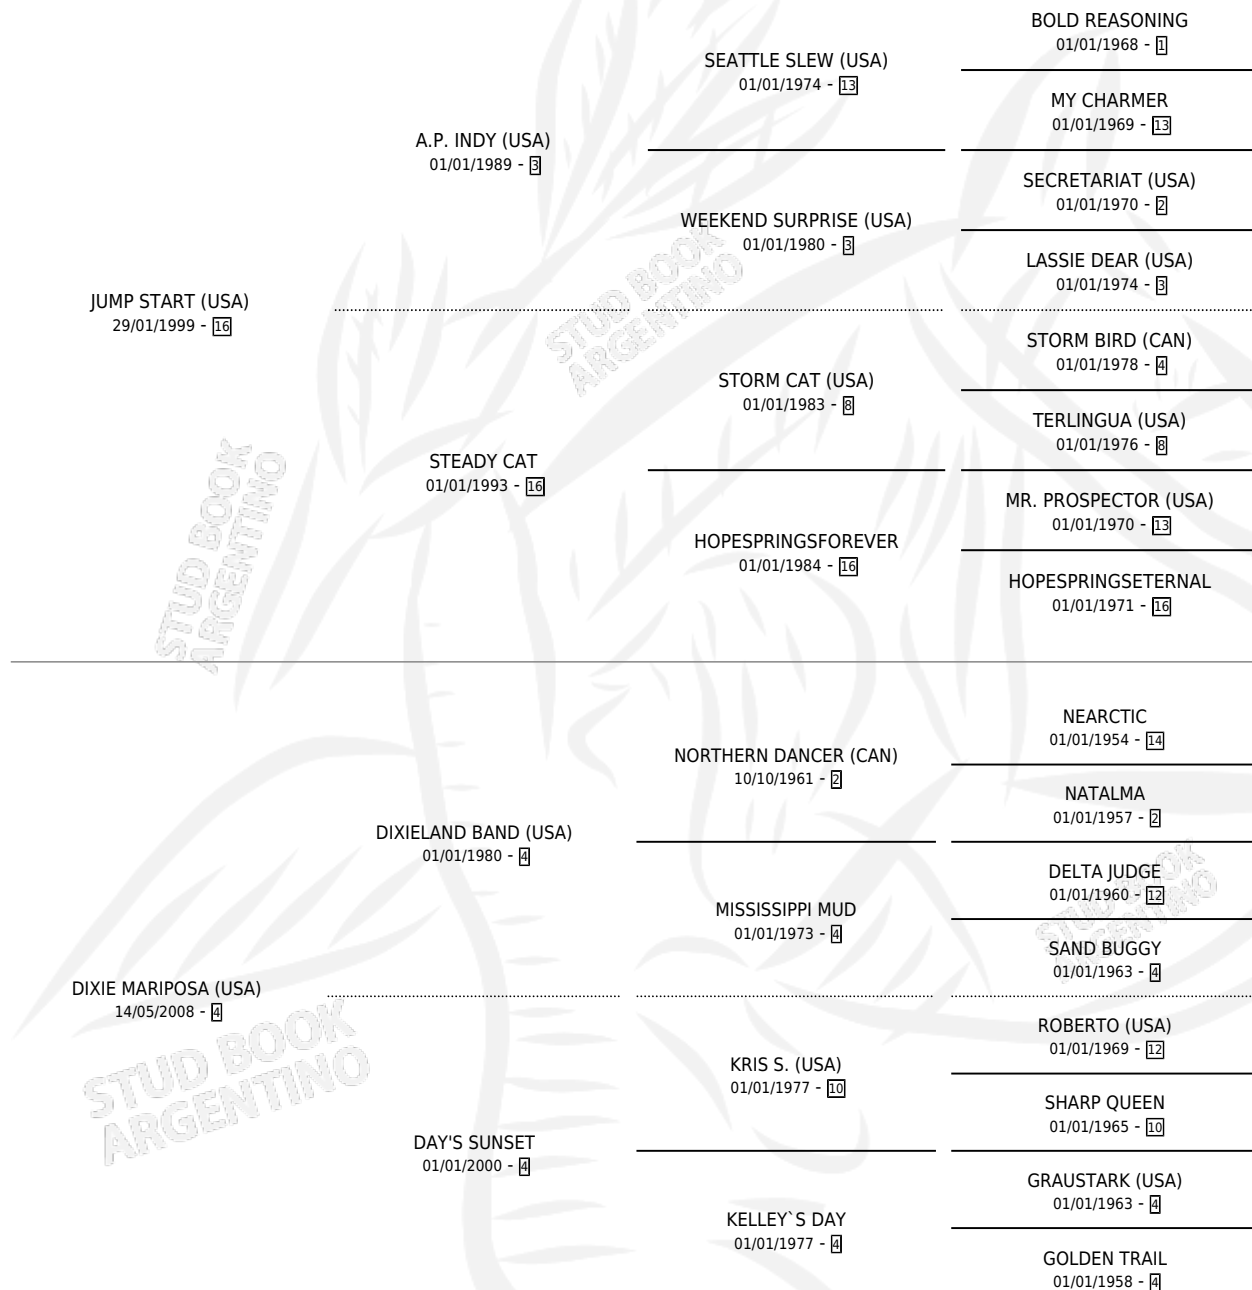 BOLD REASONING
01/01/1968 - 1
SEATTLE SLEW (USA)
01/01/1974 - 13
MY CHARMER
01/01/1969 - 13
A.P. INDY (USA)
01/01/1989 - 3
SECRETARIAT (USA)
01/01/1970 - 2
WEEKEND SURPRISE (USA)
01/01/1980 - 3
LASSIE DEAR (USA)
01/01/1974 - 3
JUMP START (USA)
29/01/1999 - 16
STORM BIRD (CAN)
01/01/1978 - 4
STORM CAT (USA)
01/01/1983 - 8
TERLINGUA (USA)
01/01/1976 - 8
STEADY CAT
01/01/1993 - 16
MR. PROSPECTOR (USA)
01/01/1970 - 13
HOPESPRINGSFOREVER
01/01/1984 - 16
HOPESPRINGSETERNAL
01/01/1971 - 16
NEARCTIC
01/01/1954 - 14
NORTHERN DANCER (CAN)
10/10/1961 - 2
NATALMA
01/01/1957 - 2
DIXIELAND BAND (USA)
01/01/1980 - 4
DELTA JUDGE
01/01/1960 - 12
MISSISSIPPI MUD
01/01/1973 - 4
SAND BUGGY
01/01/1963 - 4
DIXIE MARIPOSA (USA)
14/05/2008 - 4
ROBERTO (USA)
01/01/1969 - 12
KRIS S. (USA)
01/01/1977 - 10
SHARP QUEEN
01/01/1965 - 10
DAY'S SUNSET
01/01/2000 - 4
GRAUSTARK (USA)
01/01/1963 - 4
KELLEY`S DAY
01/01/1977 - 4
GOLDEN TRAIL
01/01/1958 - 4
STUD BOOK
ARGENTINO
STUD BOOK
ARGENTINO
STUD BOOK
ARGENTINO
STUD BOOK
ARGENTINO